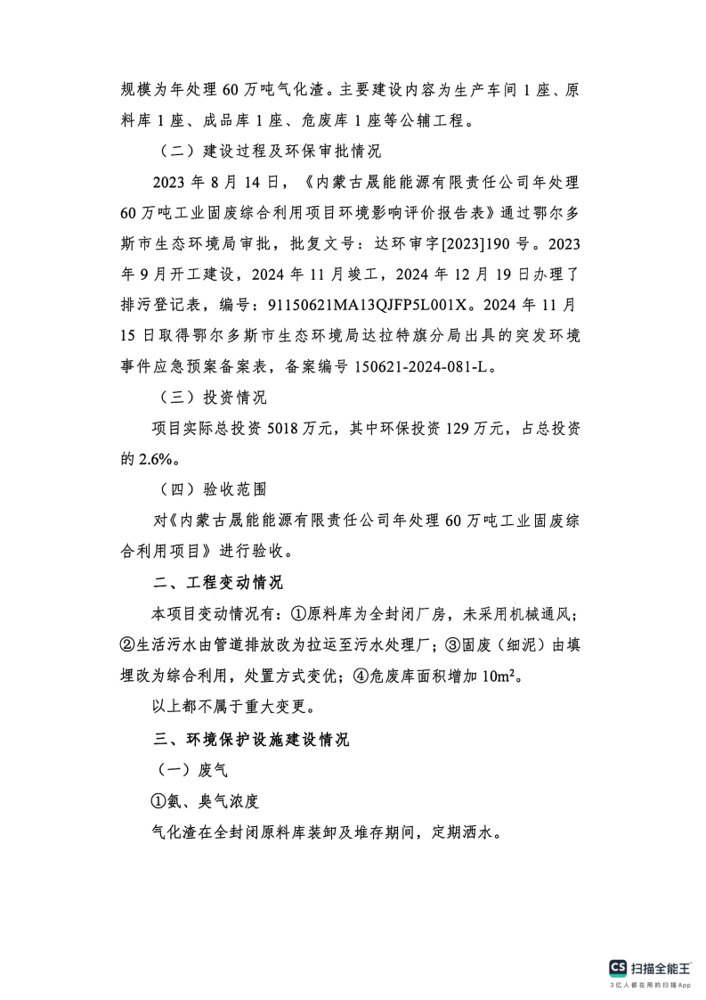 规模为年处理 60 万吨气化渣。主要建设内容为生产车间 1 座、原
料库 1 座、成品库 1 座、危废库 1 座等公辅工程。
（二）建设过程及环保审批情况
2023 年 8 月 14 日，《内蒙古晟能能源有限责任公司年处理
60 万吨工业固废综合利用项目环境影响评价报告表》通过鄂尔多
斯市生态环境局审批，批复文号：达环审字[2023]190 号。2023
年 9 月开工建设，2024 年 11 月竣工，2024 年 12 月 19 日办理了
排污登记表，编号：91150621MA13QJFP5L001X。2024 年 11 月
15 日取得鄂尔多斯市生态环境局达拉特旗分局出具的突发环境
事件应急预案备案表，备案编号 150621-2024-081-L。
（三）投资情况
项目实际总投资 5018 万元，其中环保投资 129 万元，占总投资
的 2.6%。
（四）验收范围
对《内蒙古晟能能源有限责任公司年处理 60 万吨工业固废综
合利用项目》进行验收。
二、工程变动情况
本项目变动情况有：①原料库为全封闭厂房，未采用机械通风；
②生活污水由管道排放改为拉运至污水处理厂；③固废（细泥）由填
埋改为综合利用，处置方式变优；④危废库面积增加 10m²。
以上都不属于重大变更。
三、环境保护设施建设情况
（一）废气
①氨、臭气浓度
气化渣在全封闭原料库装卸及堆存期间，定期洒水。
CS 扫描全能王
3亿人都在用的扫描App